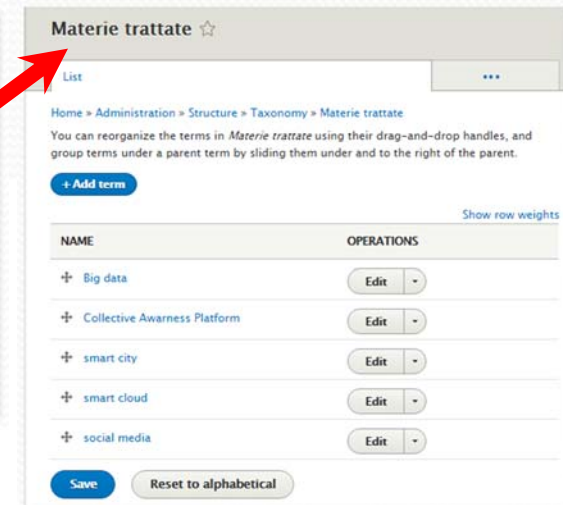 Materie trattate
List
Home » Administration » Structure » Taxonomy » Materie trattate
You can reorganize the terms in Materie trattate using their drag-and-drop handles, and
group terms under a parent term by sliding them under and to the right of the parent.
+ Add term
Show row weights
NAME OPERATIONS
Big data Edit
Collective Awarness Platform Edit
smart city Edit
smart cloud Edit
social media Edit
Save Reset to alphabetical